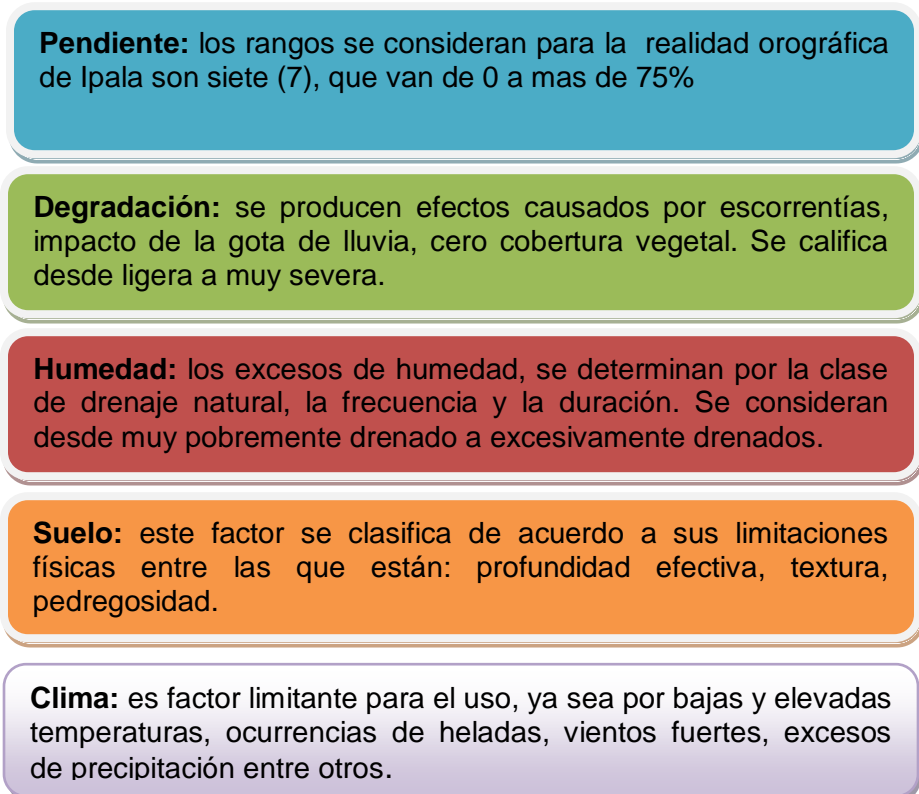 Pendiente: los rangos se consideran para la realidad orográfica
de Ipala son siete (7), que van de 0 a mas de 75%
Degradación: se producen efectos causados por escorrentías,
impacto de la gota de lluvia, cero cobertura vegetal. Se califica
desde ligera a muy severa.
Humedad: los excesos de humedad, se determinan por la clase
de drenaje natural, la frecuencia y la duración. Se consideran
desde muy pobremente drenado a excesivamente drenados.
Suelo: este factor se clasifica de acuerdo a sus limitaciones
físicas entre las que están: profundidad efectiva, textura,
pedregosidad.
Clima: es factor limitante para el uso, ya sea por bajas y elevadas
temperaturas, ocurrencias de heladas, vientos fuertes, excesos
de precipitación entre otros.